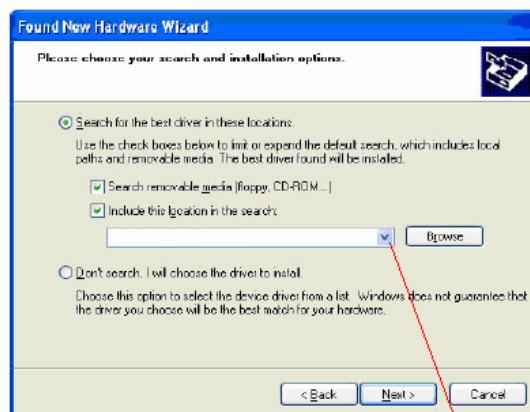 Found New Hardware Wizard
Please choose your search and installation options.
Search for the best driver in these locations.
Use the check boxes below to limit or expand the default search, which includes local
paths and removable media. The best driver found will be installed.
Search removable media (floppy, CD-ROM...)
Include this location in the search:
Browse
Don't search. I will choose the driver to install.
Choose this option to select the device driver from a list. Windows does not guarantee that
the driver you choose will be the best match for your hardware.
< Back Next > Cancel